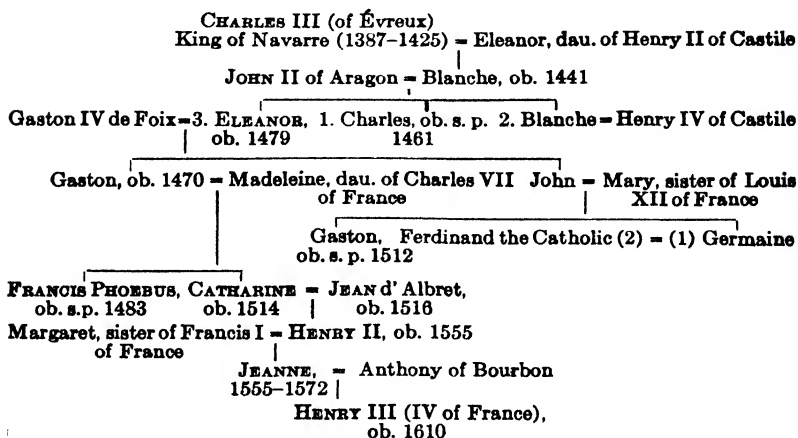 CHARLES III (of Évreux)
King of Navarre (1387–1425) = Eleanor, dau. of Henry II of Castile
JOHN II of Aragon = Blanche, ob. 1441
Gaston IV de Foix = 3. ELEANOR, 1. Charles, ob. s. p. 2. Blanche = Henry IV of Castile
ob. 1479 1461
Gaston, ob. 1470 = Madeleine, dau. of Charles VII John = Mary, sister of Louis
of France XII of France
Gaston, Ferdinand the Catholic (2) = (1) Germaine
ob. s. p. 1512
FRANCIS PHOEBUS, CATHARINE = JEAN d'Albret,
ob. s.p. 1483 ob. 1514 ob. 1516
Margaret, sister of Francis I = HENRY II, ob. 1555
of France
JEANNE, = Anthony of Bourbon
1555–1572
HENRY III (IV of France),
ob. 1610